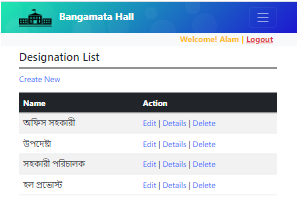 Bangamata Hall
Welcome! Alam | Logout
Designation List
Create New
Name Action
অফিস সহকারী Edit | Details | Delete
উপদেষ্টা Edit | Details | Delete
সহকারী পরিচালক Edit | Details | Delete
হল প্রভোস্ট Edit | Details | Delete